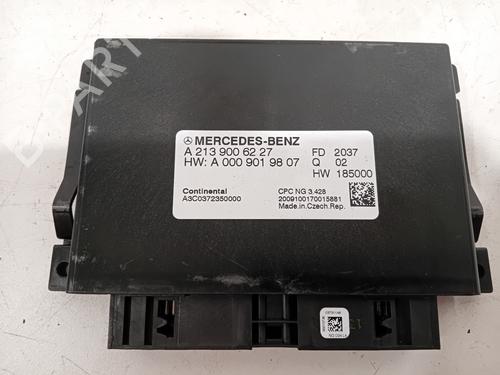 MERCEDES-BENZ
A 213 900 62 27 FD 2037
HW: A 000 901 98 07 Q 02
HW 185000
Continental CPC NG 3.428
A3C0372350000 2009100170015881
Made in Czech.Rep.